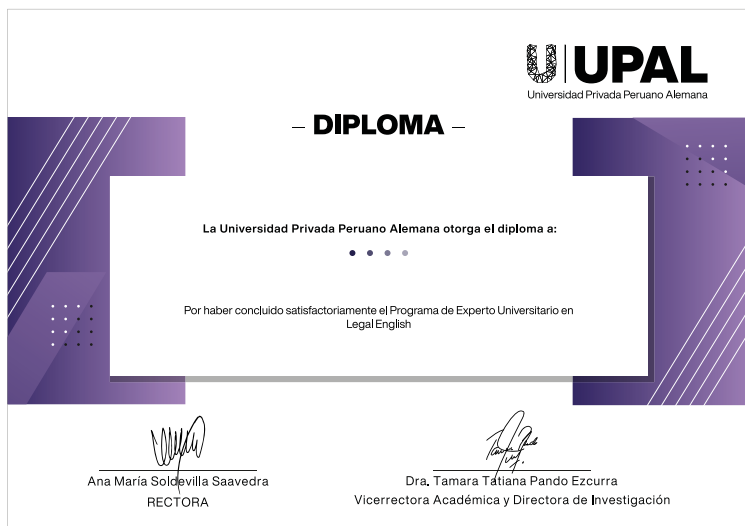 UPAL
Universidad Privada Peruano Alemana
– DIPLOMA –
La Universidad Privada Peruano Alemana otorga el diploma a:
Por haber concluido satisfactoriamente el Programa de Experto Universitario en
Legal English
Ana María Soldevilla Saavedra
RECTORA
Dra. Tamara Tatiana Pando Ezcurra
Vicerrectora Académica y Directora de Investigación